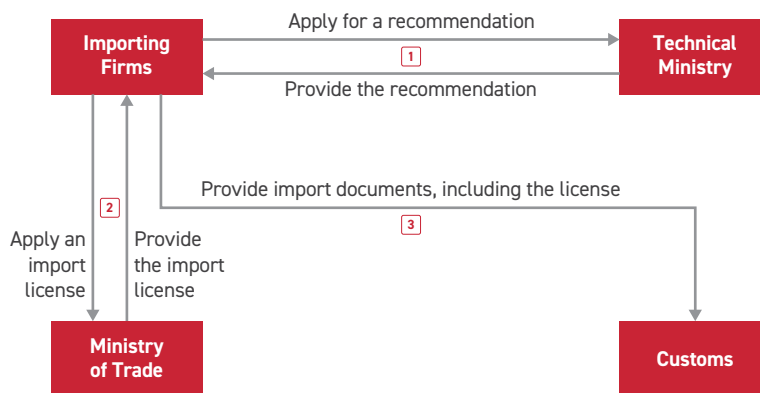 Apply for a recommendation
Importing
Firms
1
Technical
Ministry
Provide the recommendation
Provide import documents, including the license
2
3
Apply an
import
license
Provide
the import
license
Ministry
of Trade
Customs